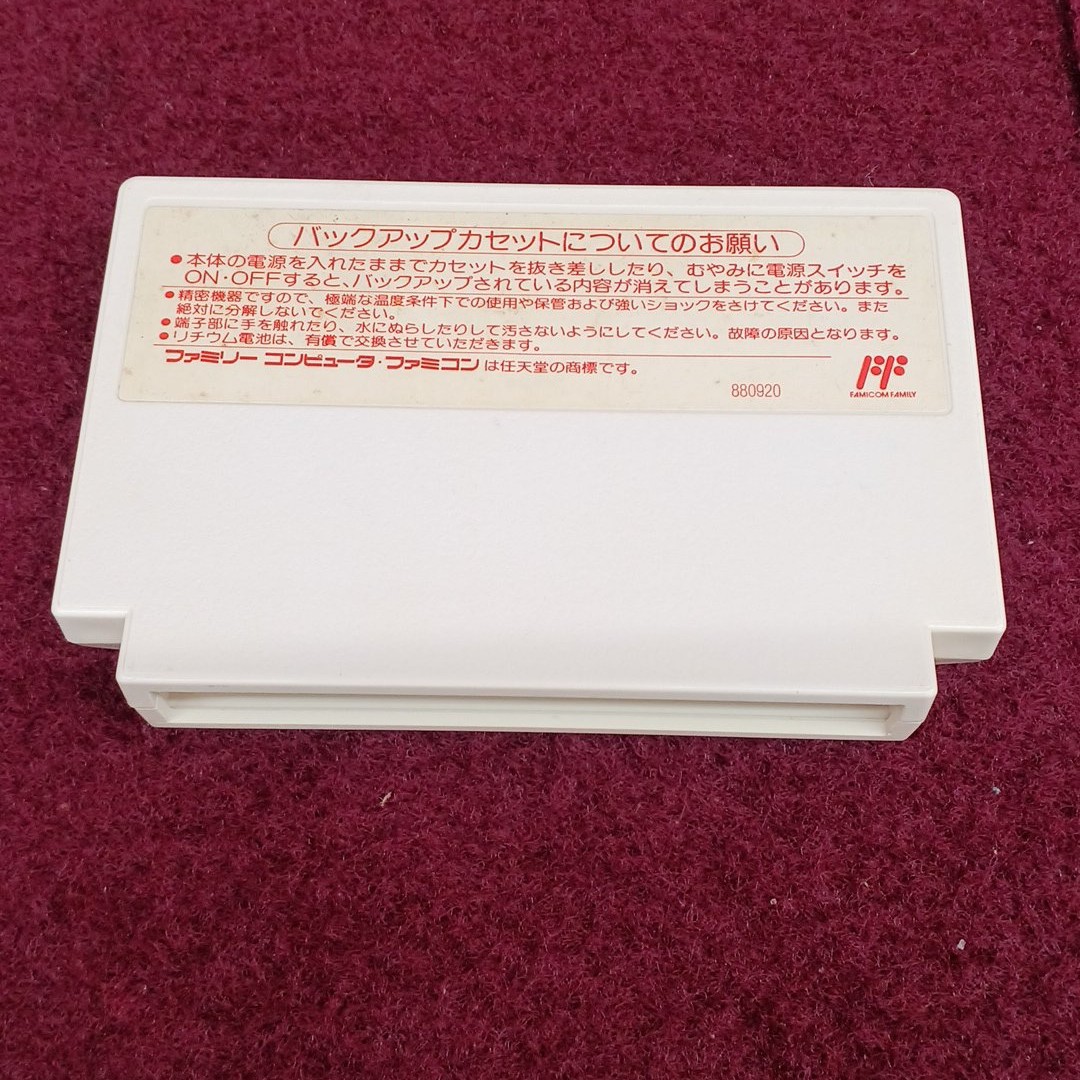 バックアップカセットについてのお願い
●本体の電源を入れたままでカセットを抜き差ししたり、むやみに電源スイッチを
ON・OFFすると、バックアップされている内容が消えてしまうことがあります。
●精密機器ですので、極端な温度条件下での使用や保管および強いショックをさけてください。また
絶対に分解しないでください。
●端子部に手を触れたり、水にぬらしたりして汚さないようにしてください。故障の原因となります。
●リチウム電池は、有償で交換させていただきます。
ファミリー コンピュータ・ファミコンは任天堂の商標です。
880920
FAMICOM FAMILY